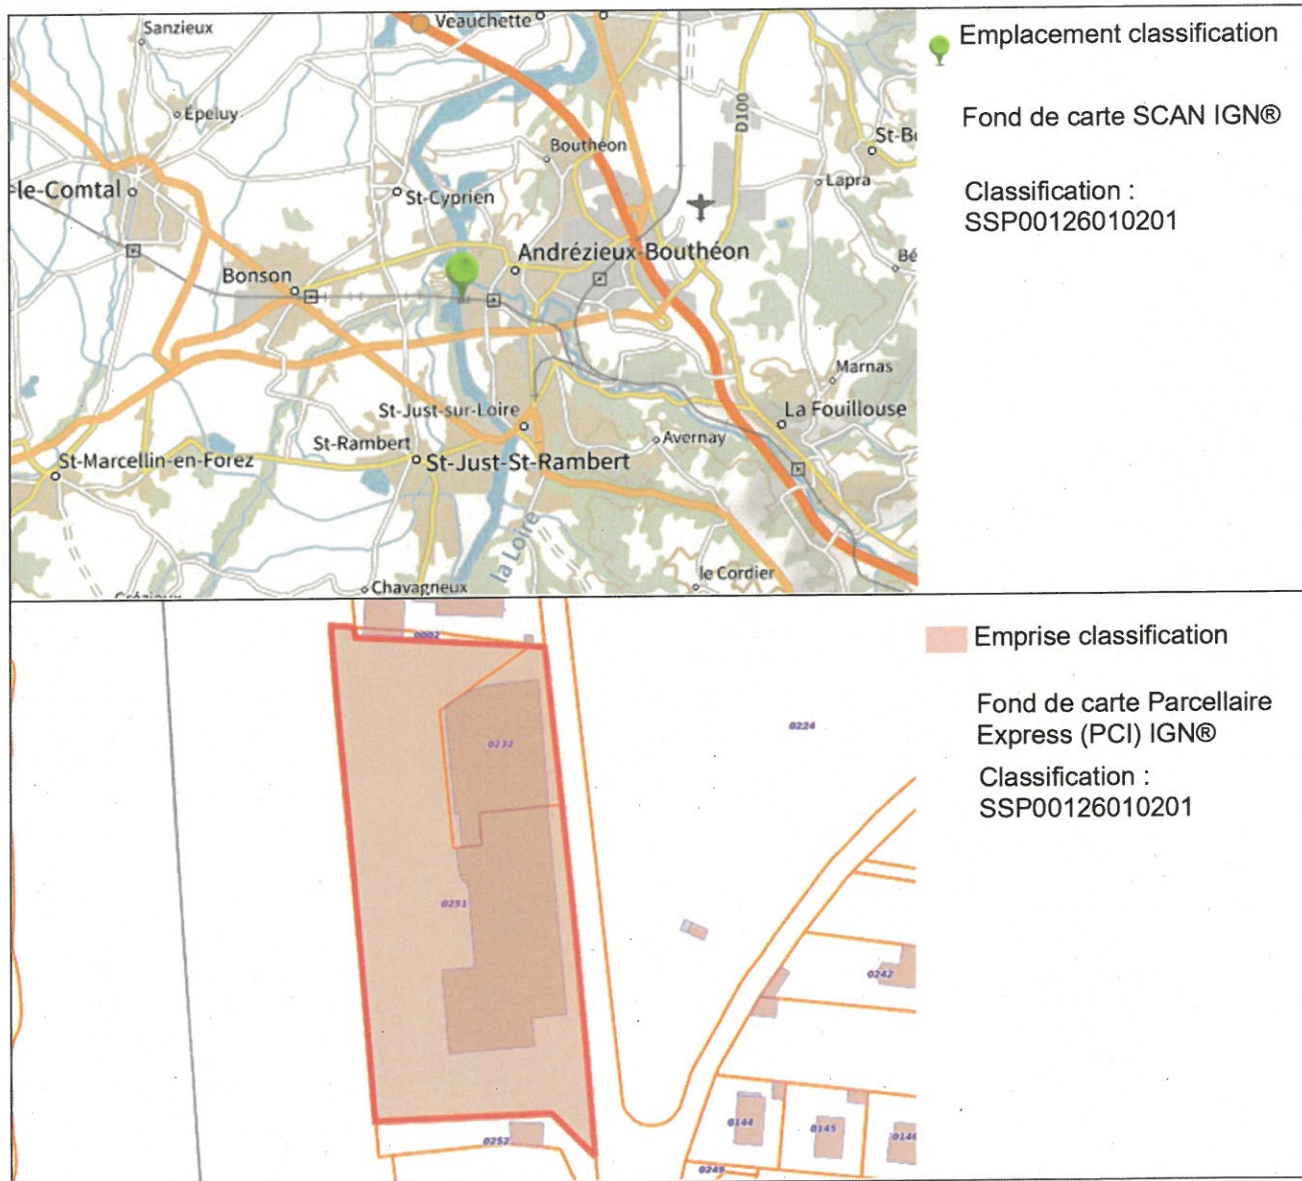 Sanzieux
Veauchette
Épeluy
D100
St-B
Bouthéon
-le-Comtal
St-Cyprien
Lapra
Andrézieux-Bouthéon
Bé
Bonson
Marnas
St-Just-sur-Loire
La Fouillouse
St-Rambert
Avernay
St-Marcellin-en-Forez
St-Just-St-Rambert
la Loire
le Cordier
Chavagneux
Emplacement classification
Fond de carte SCAN IGN®
Classification :
SSP00126010201
0002
0224
0232
0251
0242
0144
0145
0146
0252
0249
Emprise classification
Fond de carte Parcellaire
Express (PCI) IGN®
Classification :
SSP00126010201